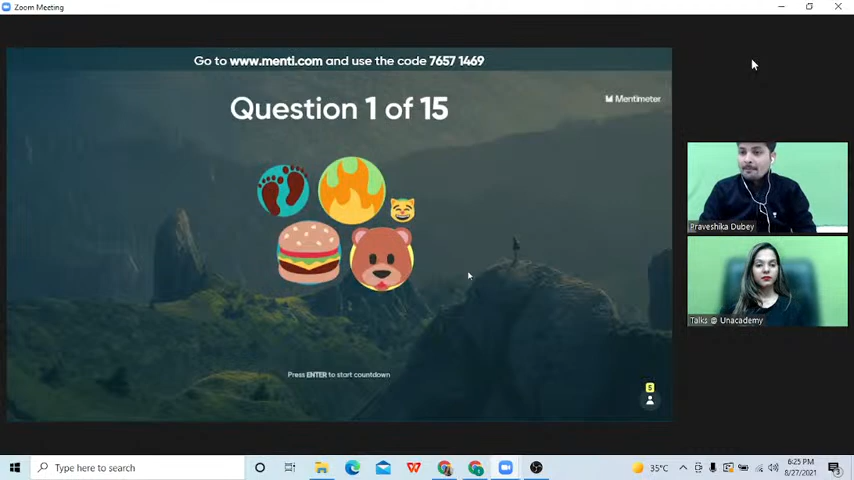 Zoom Meeting
Go to www.menti.com and use the code 7657 1469
Mentimeter
Question 1 of 15
Praveshika Dubey
Talks @ Unacademy
Press ENTER to start countdown
5
Type here to search
35°C
6:25 PM
8/27/2021
3